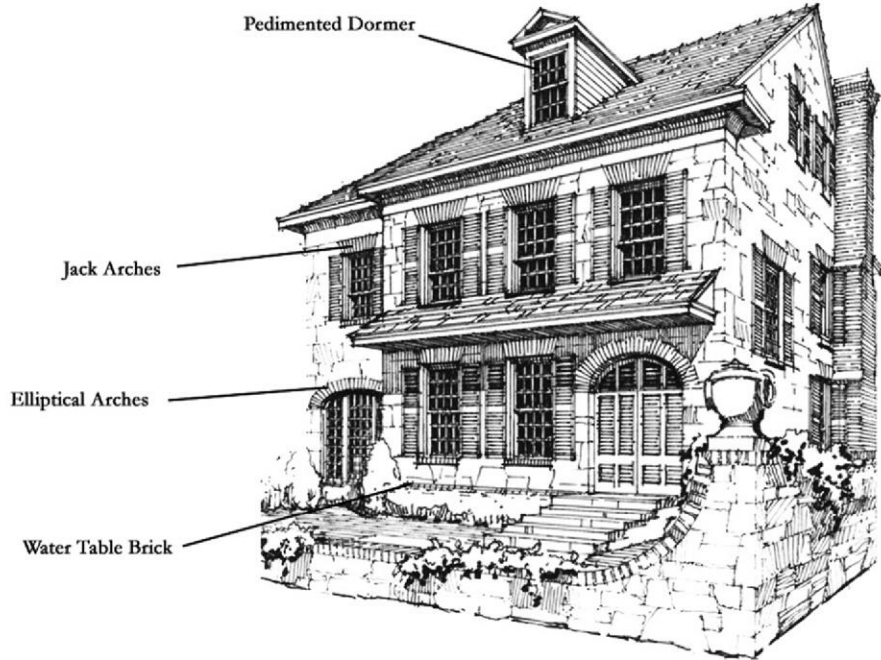 Pedimented Dormer
Jack Arches
Elliptical Arches
Water Table Brick